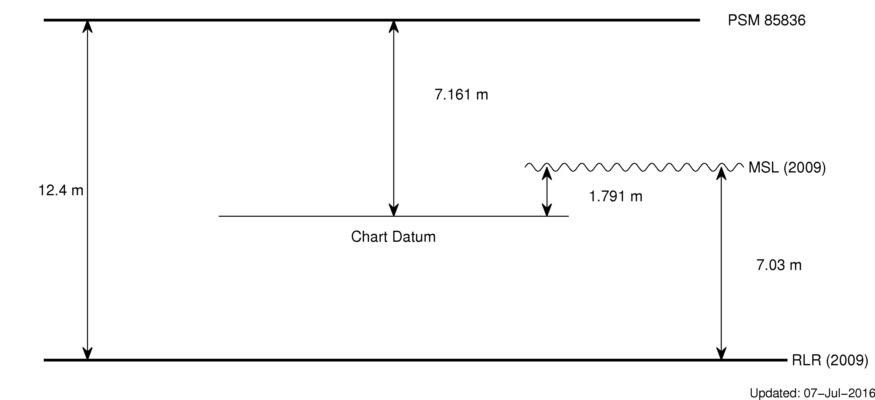 PSM 85836
7.161 m
MSL (2009)
12.4 m
1.791 m
Chart Datum
7.03 m
RLR (2009)
Updated: 07−Jul−2016